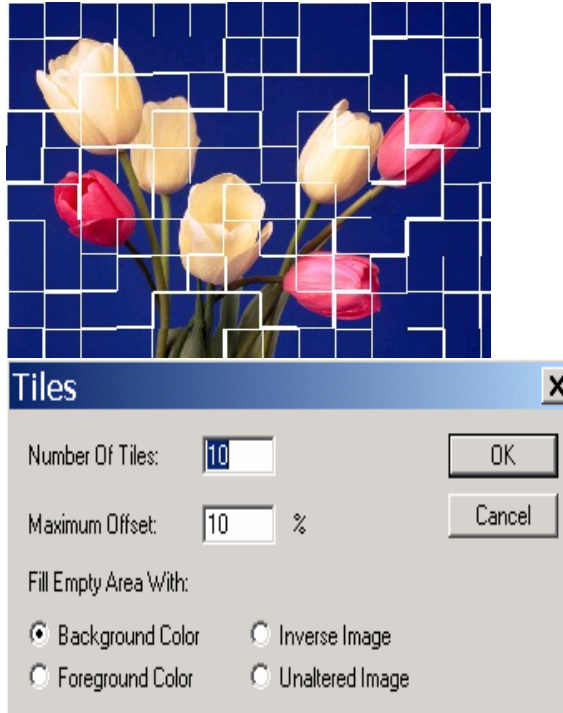 Tiles
Number Of Tiles: 10
OK
Maximum Offset: 10 %
Cancel
Fill Empty Area With:
Background Color
Inverse Image
Foreground Color
Unaltered Image